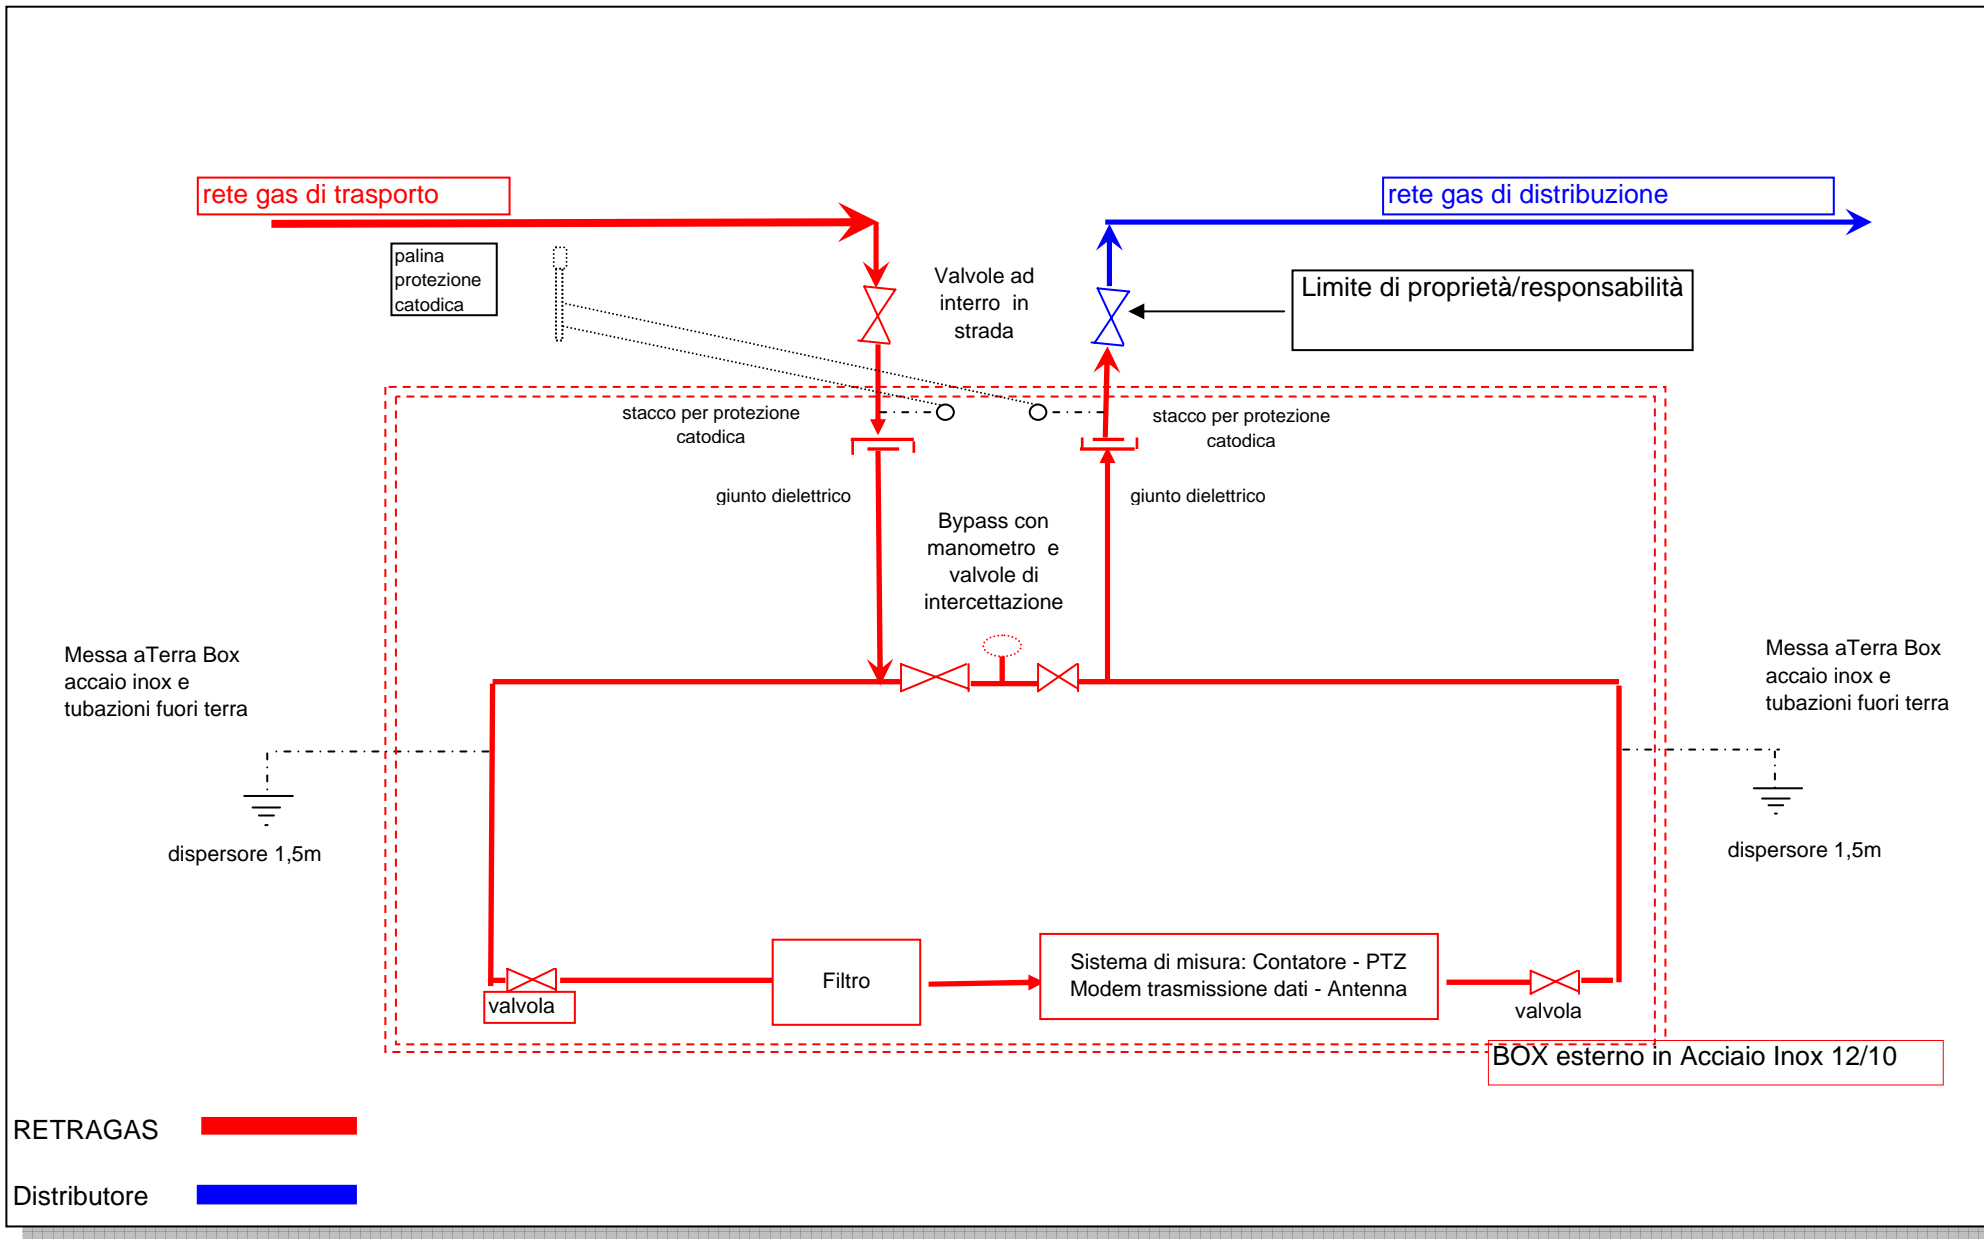 rete gas di trasporto
rete gas di distribuzione
palina
protezione
catodica
Valvole ad
interro in
strada
Limite di proprietà/responsabilità
stacco per protezione
catodica
stacco per protezione
catodica
giunto dielettrico
giunto dielettrico
Bypass con
manometro e
valvole di
intercettazione
Messa aTerra Box
accaio inox e
tubazioni fuori terra
Messa aTerra Box
accaio inox e
tubazioni fuori terra
dispersore 1,5m
dispersore 1,5m
Filtro
Sistema di misura: Contatore - PTZ
Modem trasmissione dati - Antenna
valvola
valvola
BOX esterno in Acciaio Inox 12/10
RETRAGAS
Distributore